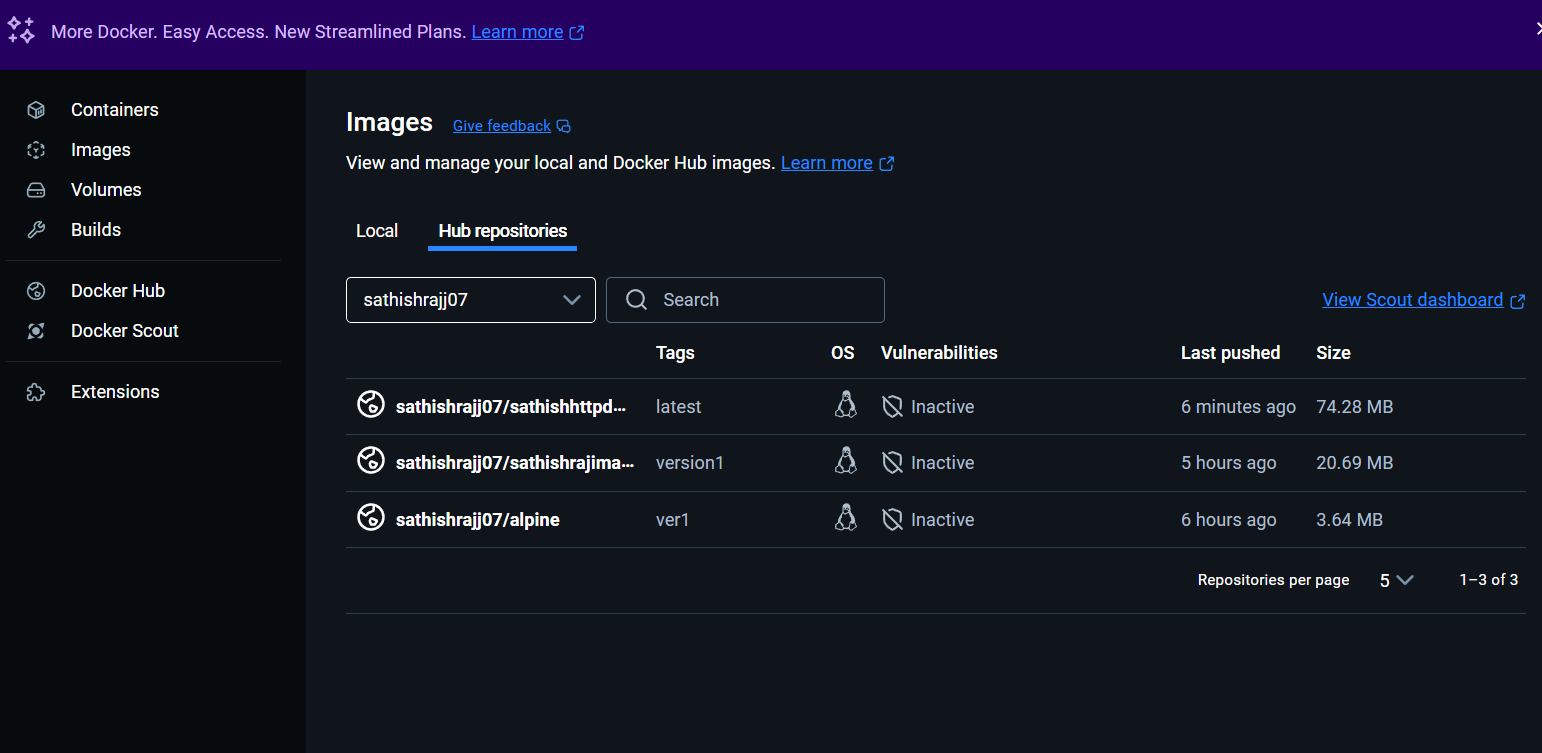 More Docker. Easy Access. New Streamlined Plans. Learn more
Containers
Images
Volumes
Builds
Docker Hub
Docker Scout
Extensions
Images Give feedback
View and manage your local and Docker Hub images. Learn more
Local Hub repositories
sathishrajj07 Search View Scout dashboard
Tags OS Vulnerabilities Last pushed Size
sathishrajj07/sathishhttpd... latest Inactive 6 minutes ago 74.28 MB
sathishrajj07/sathishrajima... version1 Inactive 5 hours ago 20.69 MB
sathishrajj07/alpine ver1 Inactive 6 hours ago 3.64 MB
Repositories per page 5 1–3 of 3